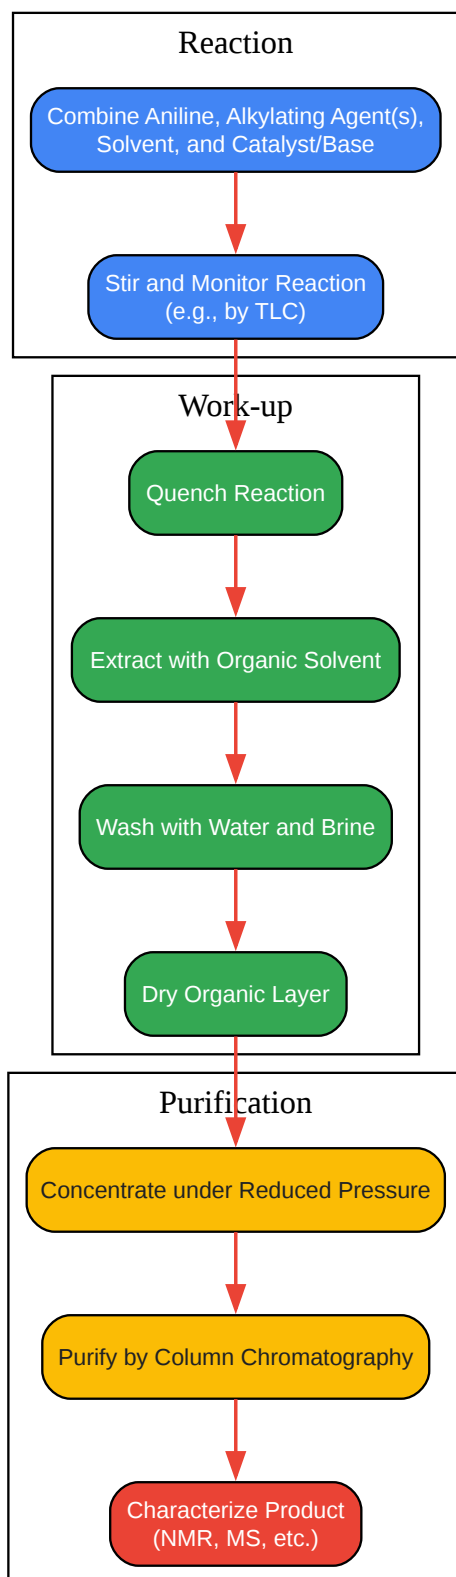 Reaction
Combine Aniline, Alkylating Agent(s),
Solvent, and Catalyst/Base
Stir and Monitor Reaction
(e.g., by TLC)
Work-up
Quench Reaction
Extract with Organic Solvent
Wash with Water and Brine
Dry Organic Layer
Purification
Concentrate under Reduced Pressure
Purify by Column Chromatography
Characterize Product
(NMR, MS, etc.)